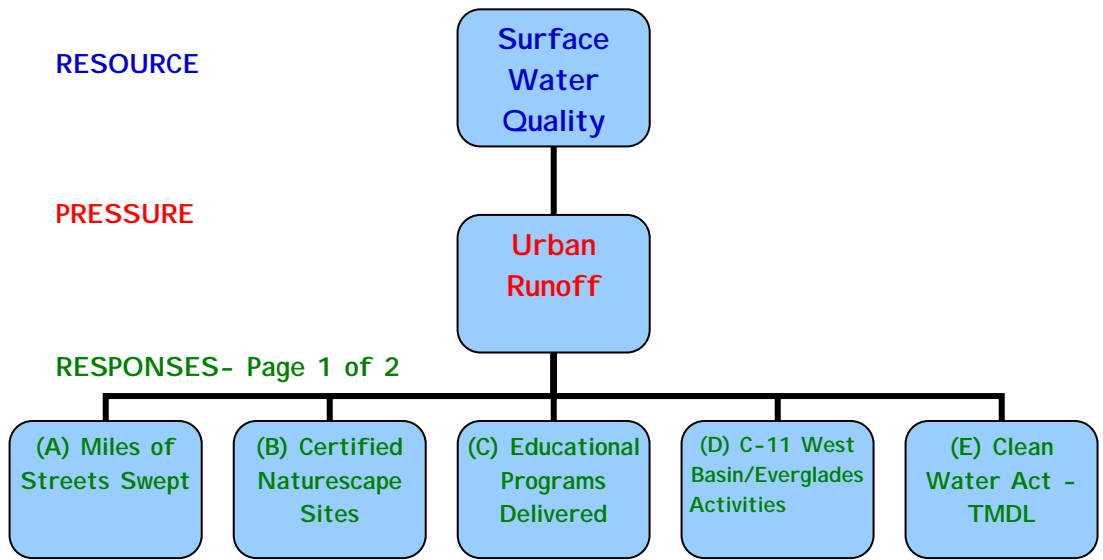 RESOURCE
Surface
Water
Quality
PRESSURE
Urban
Runoff
RESPONSES- Page 1 of 2
(A) Miles of
Streets Swept
(B) Certified
Naturescape
Sites
(C) Educational
Programs
Delivered
(D) C-11 West
Basin/Everglades
Activities
(E) Clean
Water Act -
TMDL